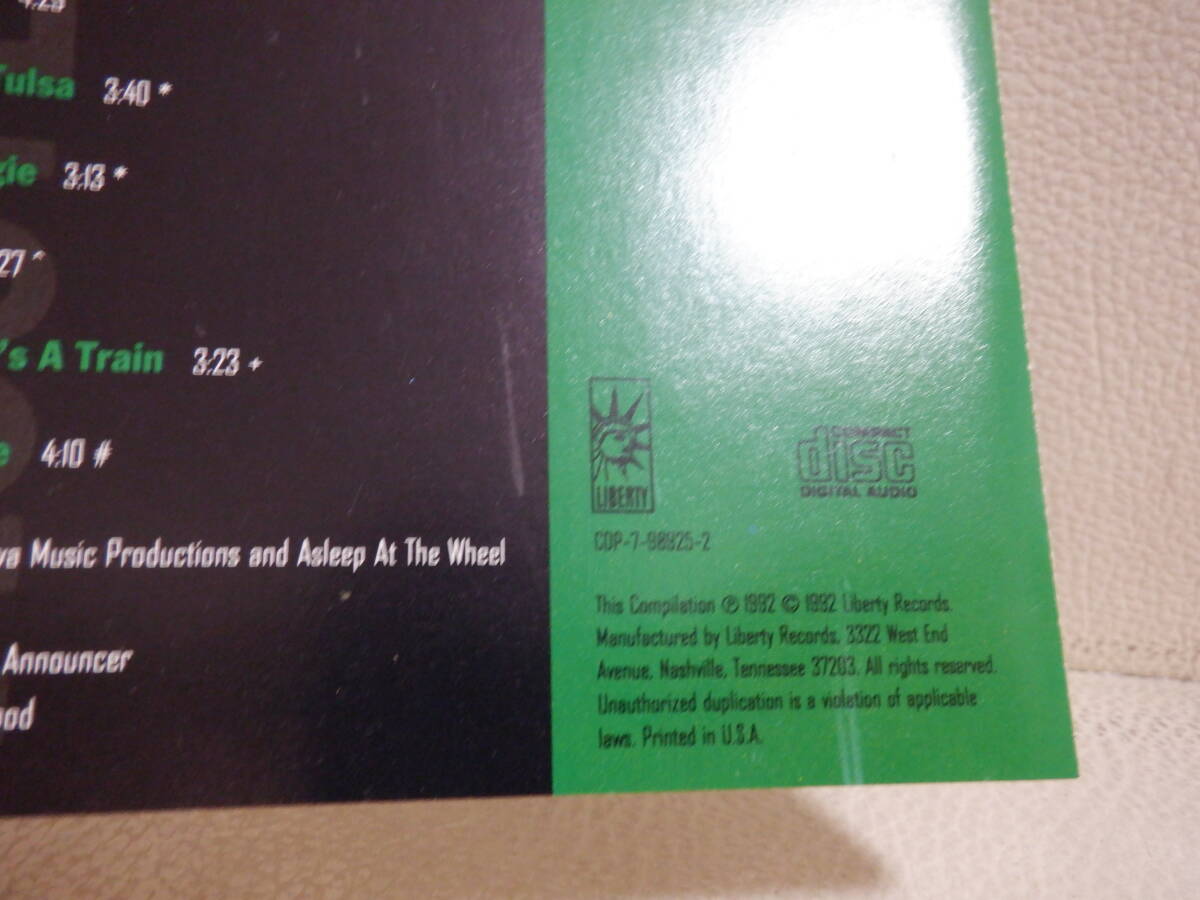 4:25
Tulsa 3:40 *
gie 3:13 *
27 ^
's A Train 3:23 +
e 4:10 #
va Music Productions and Asleep At The Wheel
Announcer
ood
LIBERTY
COMPACT
disc
DIGITAL AUDIO
CDP-7-98925-2
This Compilation ℗ 1992 © 1992 Liberty Records.
Manufactured by Liberty Records, 3322 West End
Avenue, Nashville, Tennessee 37203. All rights reserved.
Unauthorized duplication is a violation of applicable
laws. Printed in U.S.A.